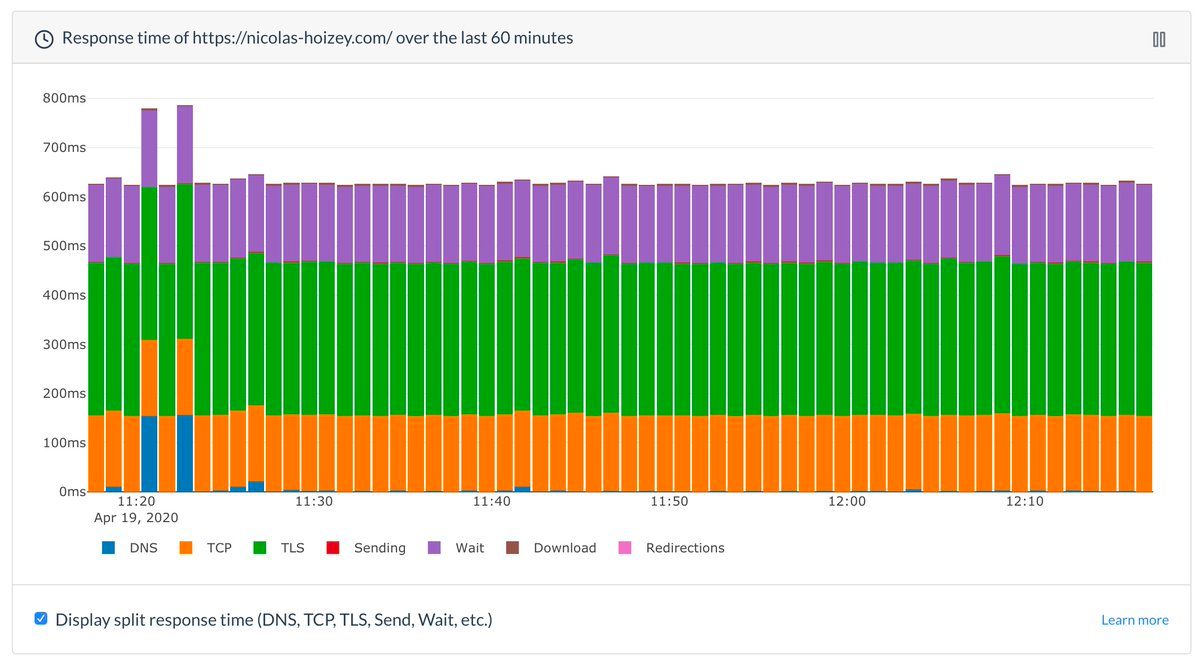 Response time of https://nicolas-hoizey.com/ over the last 60 minutes
800ms
700ms
600ms
500ms
400ms
300ms
200ms
100ms
0ms
11:20 11:30 11:40 11:50 12:00 12:10
Apr 19, 2020
DNS TCP TLS Sending Wait Download Redirections
Display split response time (DNS, TCP, TLS, Send, Wait, etc.) Learn more